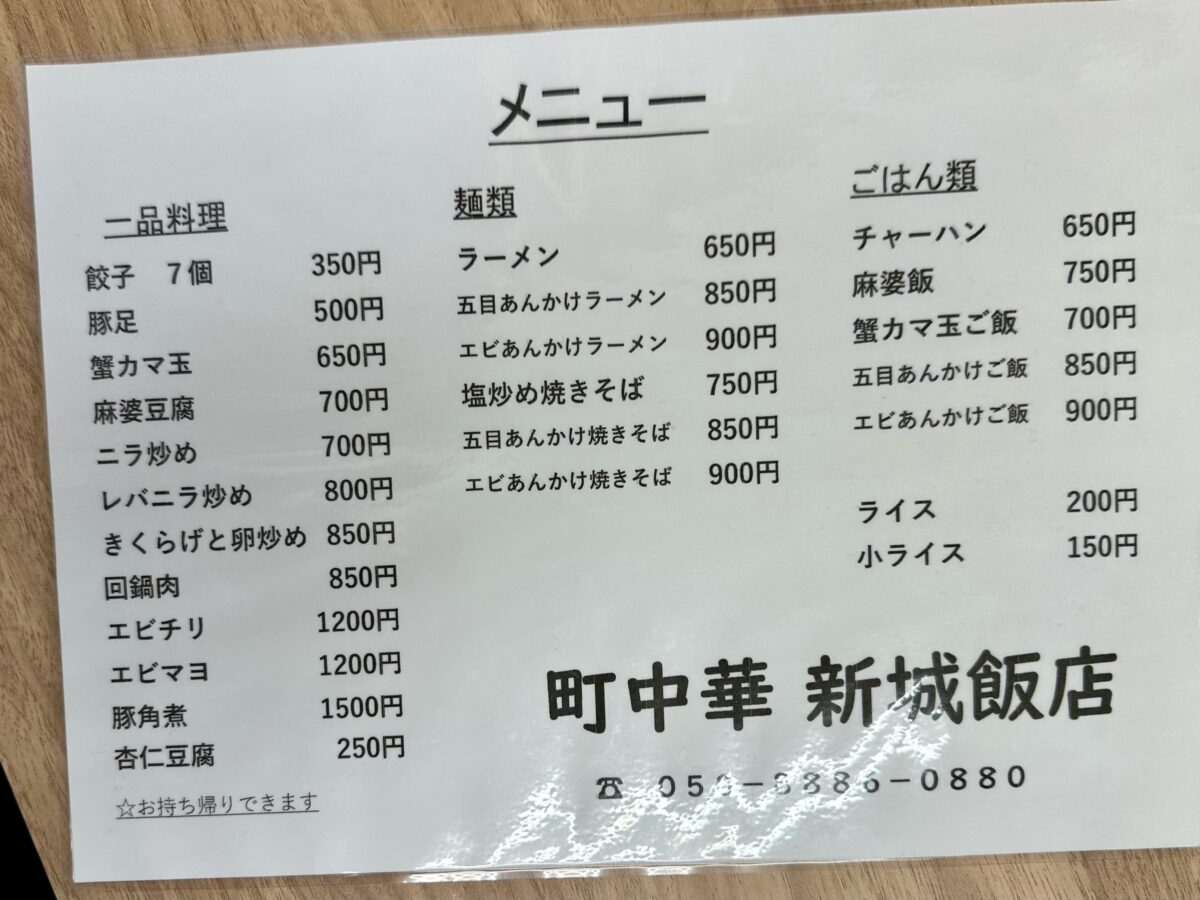 メニュー
一品料理
餃子 7個 350円
豚足 500円
蟹カマ玉 650円
麻婆豆腐 700円
ニラ炒め 700円
レバニラ炒め 800円
きくらげと卵炒め 850円
回鍋肉 850円
エビチリ 1200円
エビマヨ 1200円
豚角煮 1500円
杏仁豆腐 250円
☆お持ち帰りできます
麺類
ラーメン 650円
五目あんかけラーメン 850円
エビあんかけラーメン 900円
塩炒め焼きそば 750円
五目あんかけ焼きそば 850円
エビあんかけ焼きそば 900円
ごはん類
チャーハン 650円
麻婆飯 750円
蟹カマ玉ご飯 700円
五目あんかけご飯 850円
エビあんかけご飯 900円
ライス 200円
小ライス 150円
町中華 新城飯店
☎ ０８８０